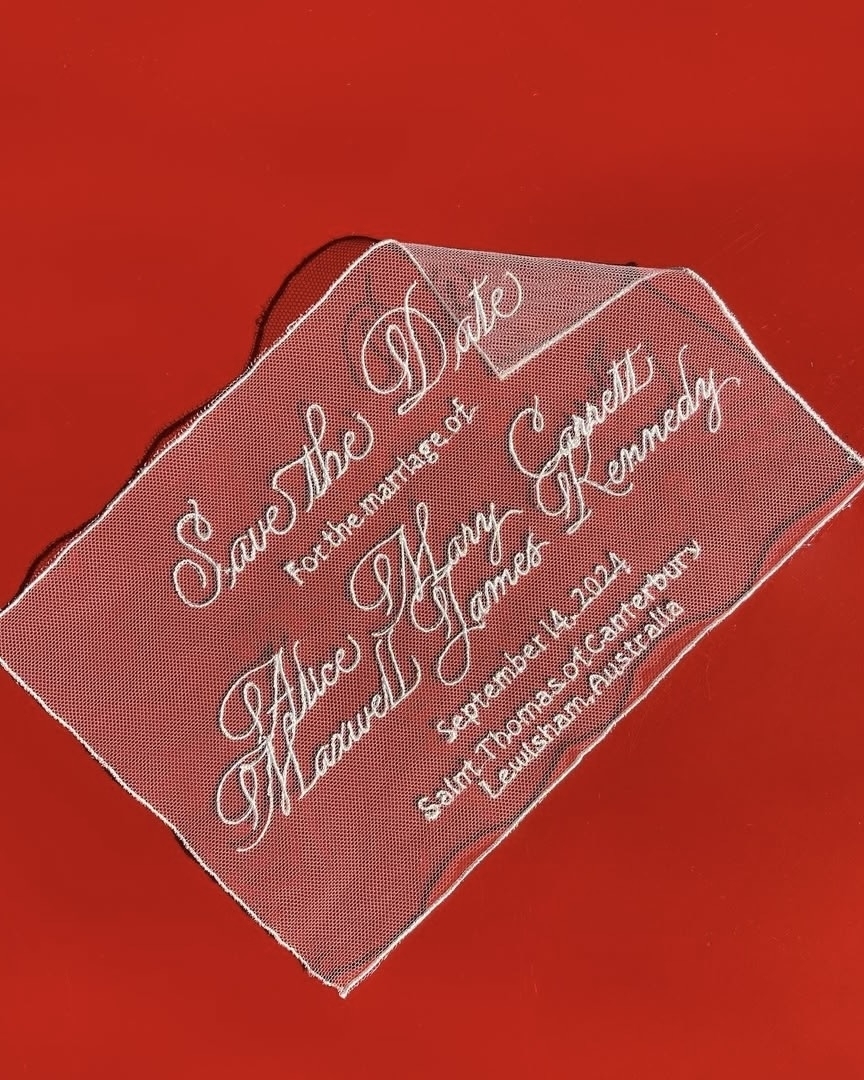 Save the Date
For the marriage of
Alice Mary Garrett
Maxwell James Kennedy
September 14, 2024
Saint Thomas of Canterbury
Lewisham, Australia